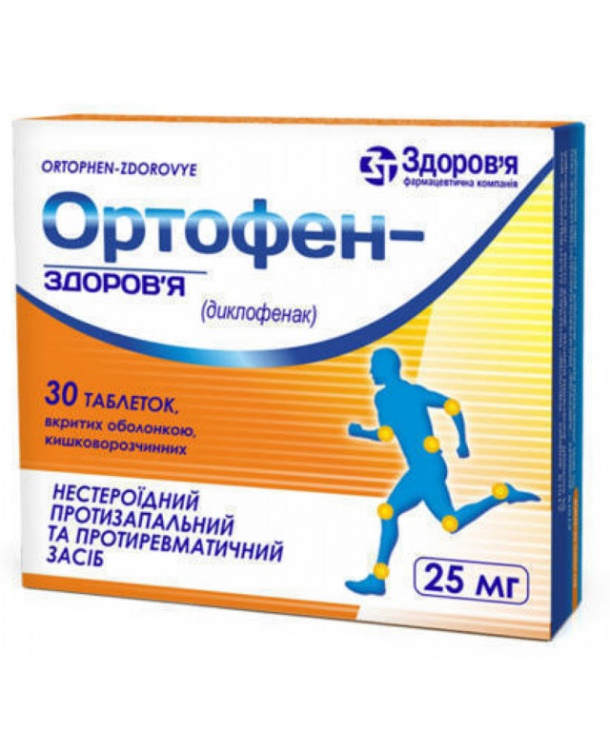 ORTOPHEN-ZDOROVYE
ЗТ Здоров'я
фармацевтична компанія
Ортофен-
ЗДОРОВ'Я
(диклофенак)
30 ТАБЛЕТОК,
вкритих оболонкою,
кишковорозчинних
НЕСТЕРОЇДНИЙ
ПРОТИЗАПАЛЬНИЙ
ТА ПРОТИРЕВМАТИЧНИЙ
ЗАСІБ
25 мг